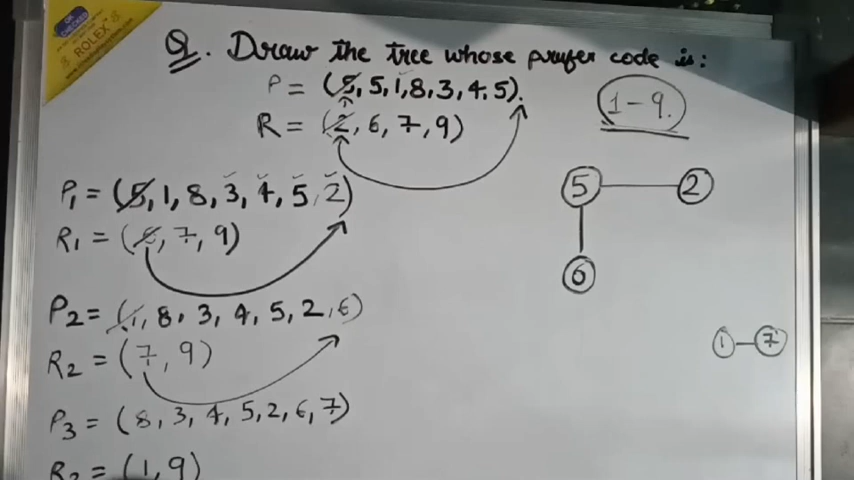 ROLEX
Q. Draw the tree whose prufer code is:
P = (5, 5, 1, 8, 3, 4, 5).
1-9.
R = (2, 6, 7, 9)
P1 = (5, 1, 8, 3, 4, 5, 2)
5 2
R1 = (6, 7, 9)
6
P2 = (1, 8, 3, 4, 5, 2, 6)
1 7
R2 = (7, 9)
P3 = (8, 3, 4, 5, 2, 6, 7)
= (1, 9)